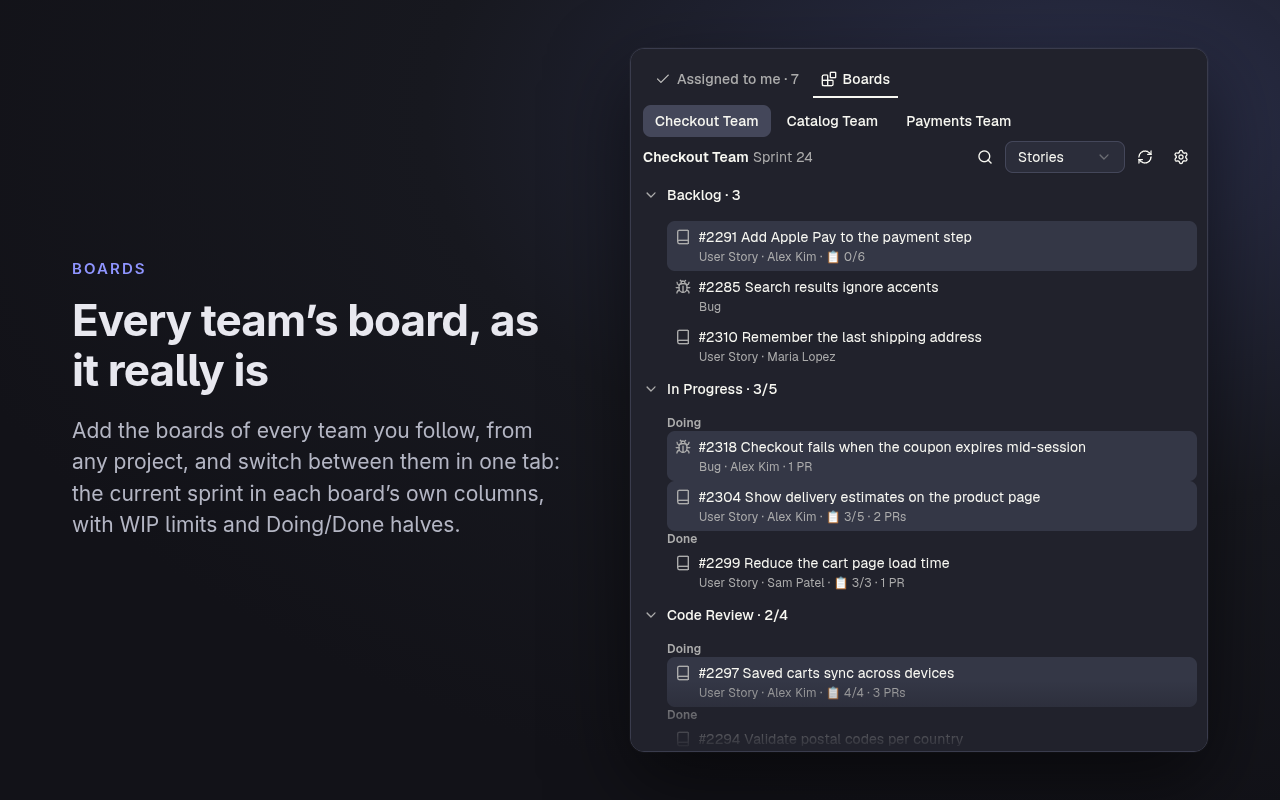 BOARDS
Every team’s board, as
it really is
Add the boards of every team you follow, from
any project, and switch between them in one tab:
the current sprint in each board’s own columns,
with WIP limits and Doing/Done halves.
Assigned to me · 7
Boards
Checkout Team
Catalog Team
Payments Team
Checkout Team Sprint 24
Stories
Backlog · 3
#2291 Add Apple Pay to the payment step
User Story · Alex Kim · 📋 0/6
#2285 Search results ignore accents
Bug
#2310 Remember the last shipping address
User Story · Maria Lopez
In Progress · 3/5
Doing
#2318 Checkout fails when the coupon expires mid-session
Bug · Alex Kim · 1 PR
#2304 Show delivery estimates on the product page
User Story · Alex Kim · 📋 3/5 · 2 PRs
Done
#2299 Reduce the cart page load time
User Story · Sam Patel · 📋 3/3 · 1 PR
Code Review · 2/4
Doing
#2297 Saved carts sync across devices
User Story · Alex Kim · 📋 4/4 · 3 PRs
Done
#2294 Validate postal codes per country